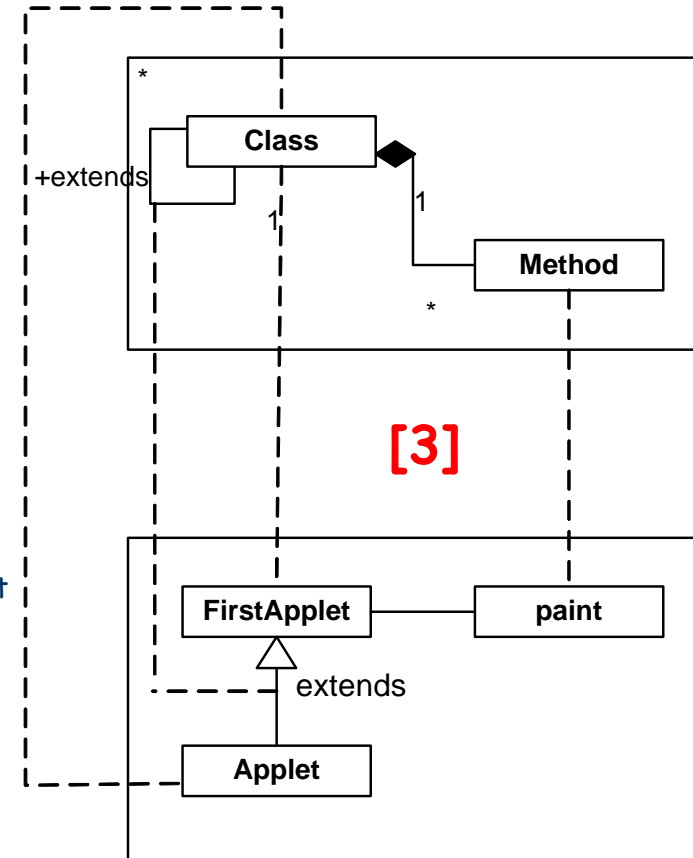 *
Class
+extends
1
1
Method
*
[3]
t
FirstApplet
paint
extends
Applet